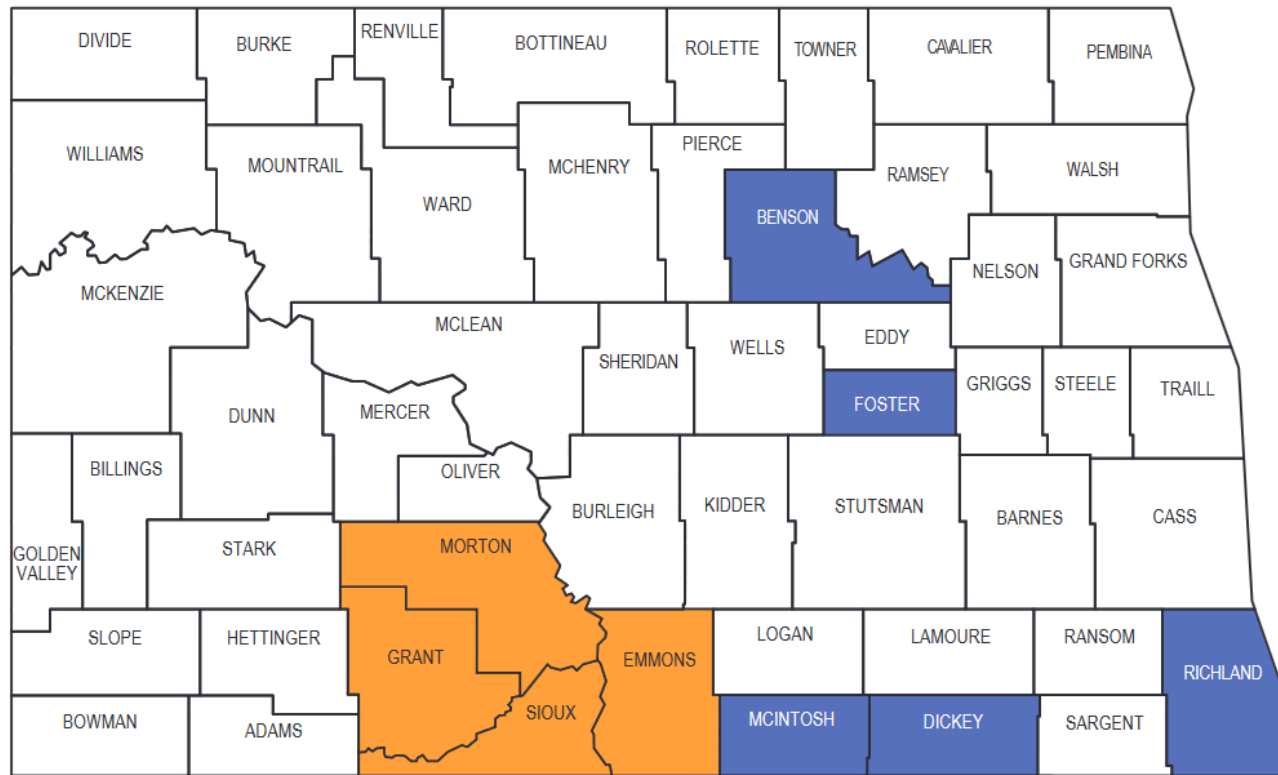 DIVIDE
BURKE
RENVILLE
BOTTINEAU
ROLETTE
TOWNER
CAVALIER
PEMBINA
WILLIAMS
MOUNTRAIL
WARD
MCHENRY
PIERCE
BENSON
RAMSEY
WALSH
NELSON
GRAND FORKS
MCKENZIE
MCLEAN
SHERIDAN
WELLS
EDDY
FOSTER
GRIGGS
STEELE
TRAILL
DUNN
MERCER
OLIVER
BILLINGS
GOLDEN
VALLEY
STARK
MORTON
BURLEIGH
KIDDER
STUTSMAN
BARNES
CASS
SLOPE
HETTINGER
GRANT
EMMONS
LOGAN
LAMOURE
RANSOM
RICHLAND
BOWMAN
ADAMS
SIOUX
MCINTOSH
DICKEY
SARGENT